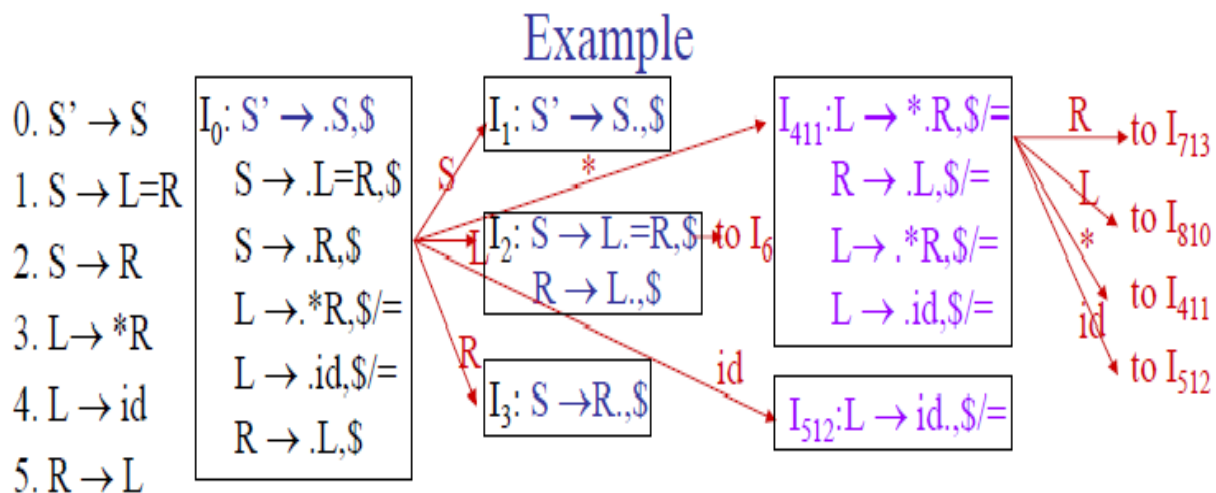 Example
0. S’ → S
1. S → L=R
2. S → R
3. L→ *R
4. L → id
5. R → L
I0: S’ → .S,$
S → .L=R,$
S → .R,$
L →.*R,$/=
L → .id,$/=
R → .L,$
S
*
L
R
id
I1: S’ → S.,$
I2: S → L.=R,$
R → L.,$
to I6
I3: S →R.,$
I411:L → *.R,$/=
R → .L,$/=
L→ .*R,$/=
L → .id,$/=
I512:L → id.,$/=
R
L
*
id
to I713
to I810
to I411
to I512